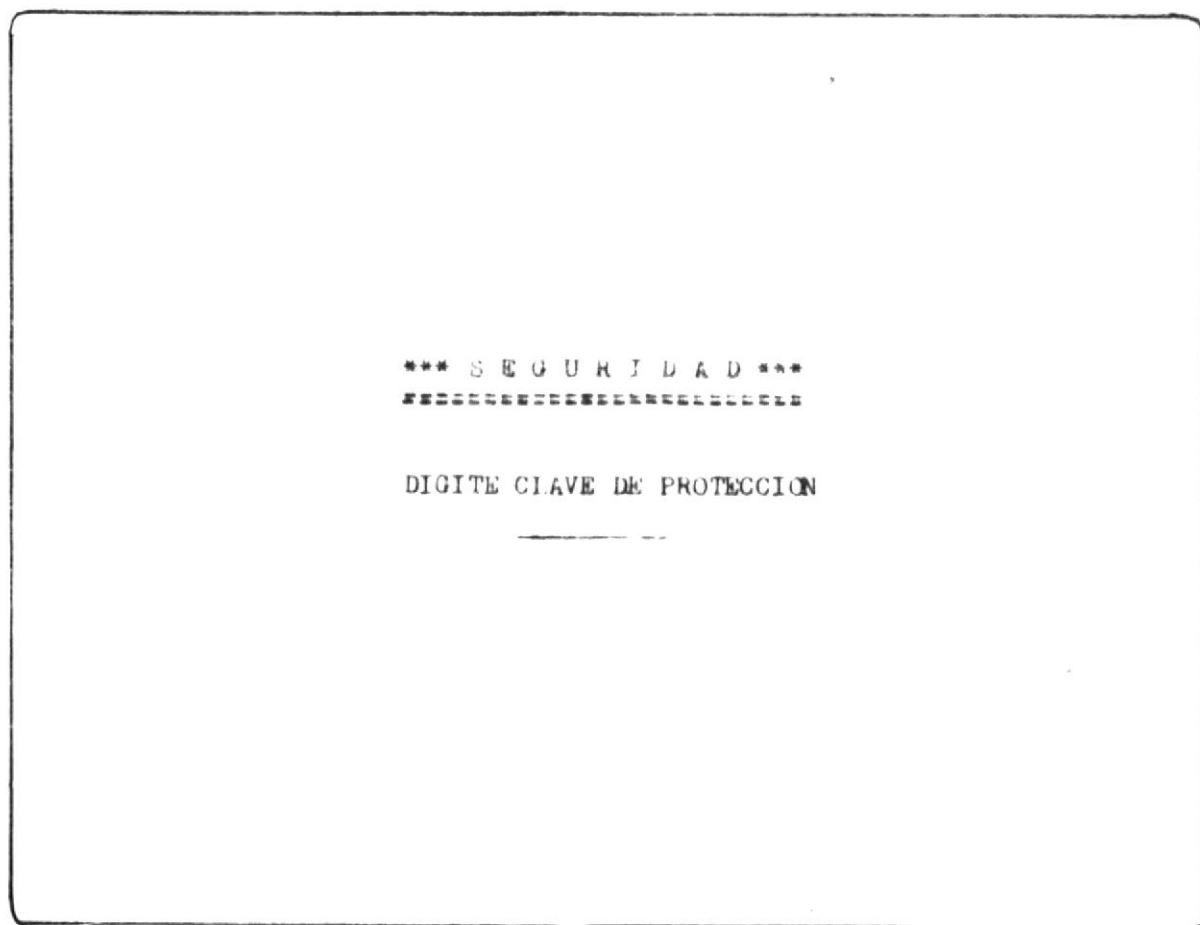 *** S E G U R I D A D ***
=========================
DIGITE CLAVE DE PROTECCION